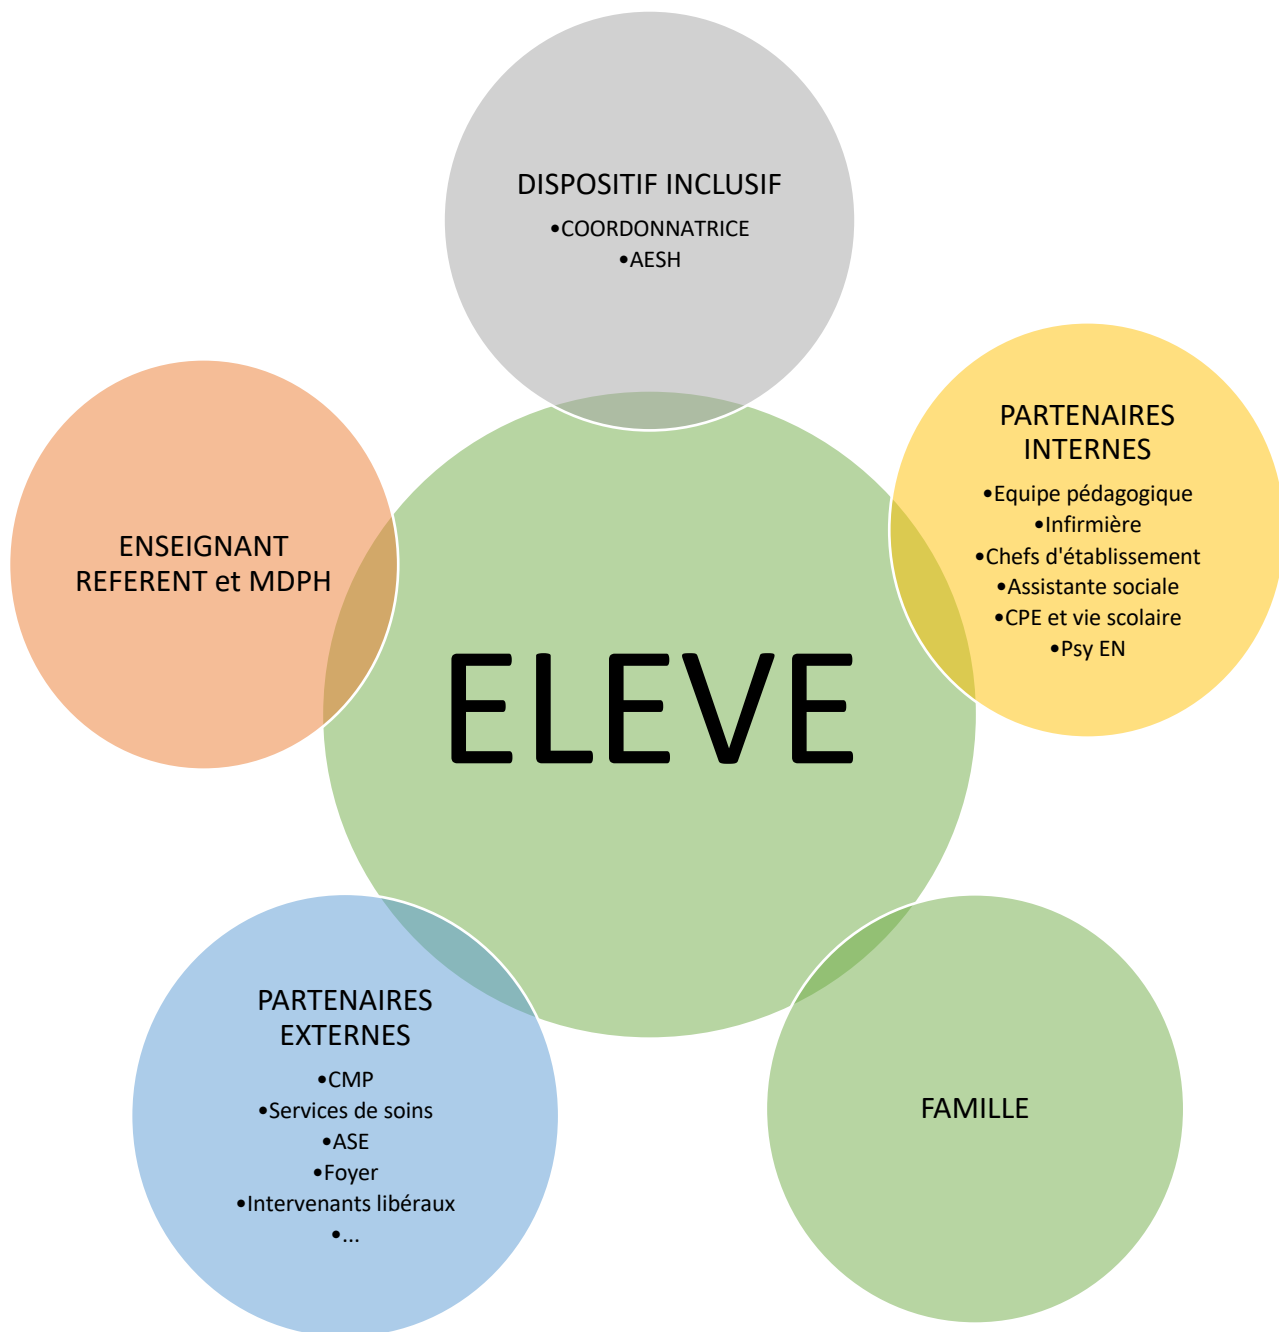 DISPOSITIF INCLUSIF
•COORDONNATRICE
•AESH
PARTENAIRES
INTERNES
•Equipe pédagogique
•Infirmière
•Chefs d'établissement
•Assistante sociale
•CPE et vie scolaire
•Psy EN
ENSEIGNANT
REFERENT et MDPH
ELEVE
PARTENAIRES
EXTERNES
•CMP
•Services de soins
•ASE
•Foyer
•Intervenants libéraux
•...
FAMILLE